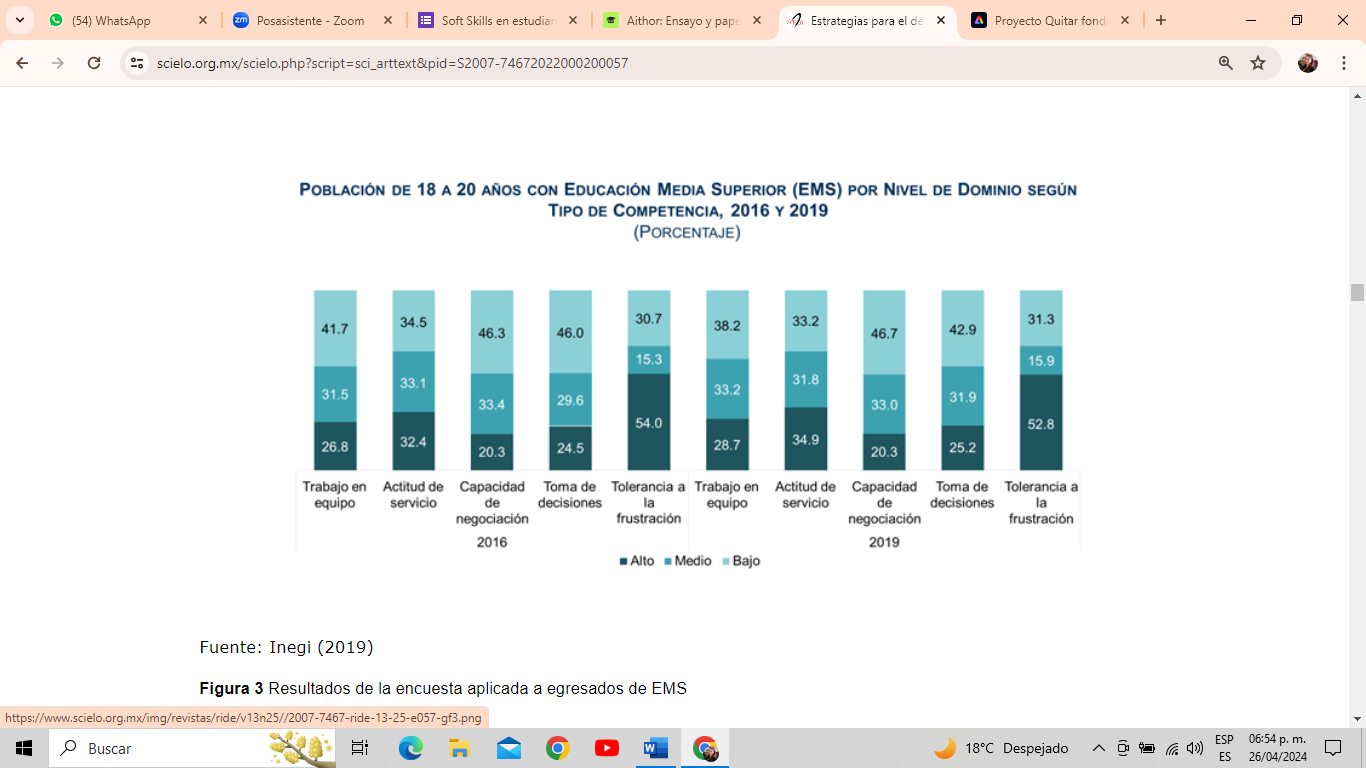 (54) WhatsApp
Posasistente - Zoom
Soft Skills en estudian
Aithor: Ensayo y pape
Estrategias para el de
Proyecto Quitar fond
scielo.org.mx/scielo.php?script=sci_arttext&pid=S2007-74672022000200057
Población de 18 a 20 años con Educación Media Superior (EMS) por Nivel de Dominio según
Tipo de Competencia, 2016 y 2019
(Porcentaje)
41.7 34.5 46.3 46.0 30.7 38.2 33.2 46.7 42.9 31.3
31.5 33.1 33.4 29.6 15.3 33.2 31.8 33.0 31.9 15.9
26.8 32.4 20.3 24.5 54.0 28.7 34.9 20.3 25.2 52.8
Trabajo en Actitud de Capacidad Toma de Tolerancia a Trabajo en Actitud de Capacidad Toma de Tolerancia a
equipo servicio de decisiones la equipo servicio de decisiones la
negociación frustración negociación frustración
2016 2019
Alto Medio Bajo
Fuente: Inegi (2019)
Figura 3 Resultados de la encuesta aplicada a egresados de EMS
https://www.scielo.org.mx/img/revistas/ride/v13n25//2007-7467-ride-13-25-e057-gf3.png
Buscar
18°C Despejado
ESP
ES
06:54 p. m.
26/04/2024